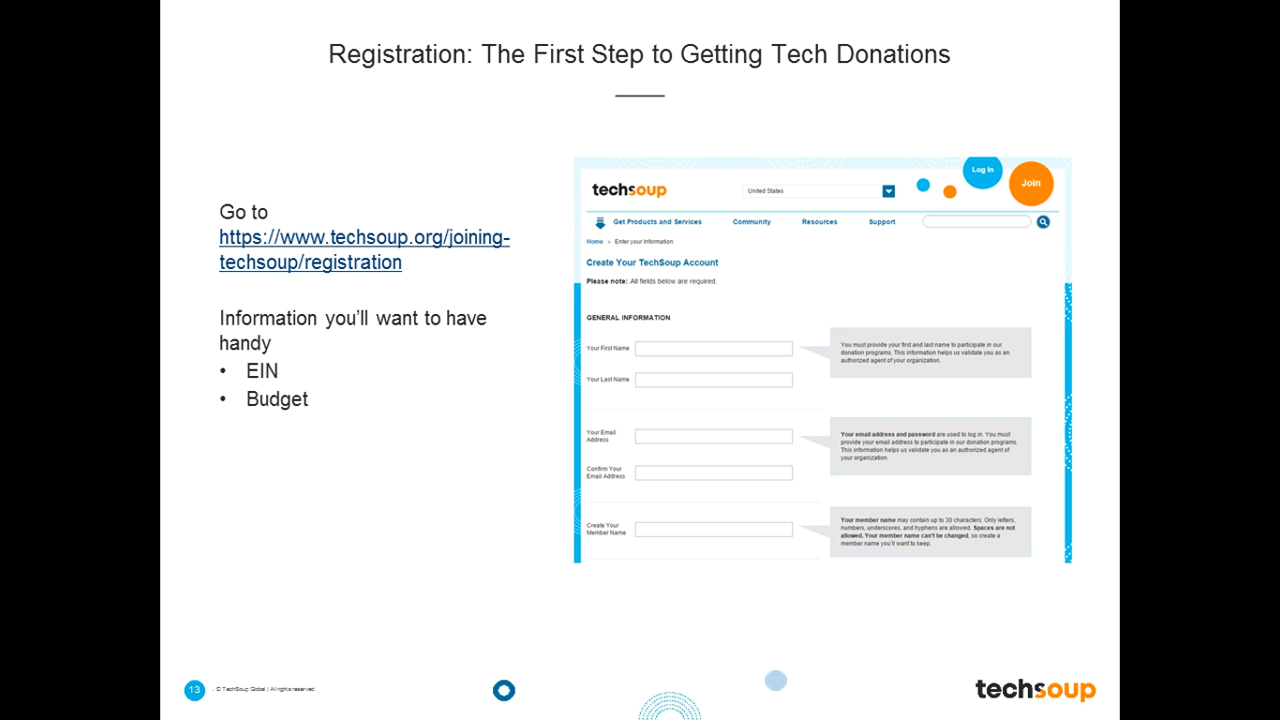 Registration: The First Step to Getting Tech Donations
Go to
https://www.techsoup.org/joining-
techsoup/registration
Information you'll want to have
handy
• EIN
• Budget
Log In
Join
techsoup
United States
Get Products and Services
Community
Resources
Support
Home » Enter your Information
Create Your TechSoup Account
Please note: All fields below are required.
GENERAL INFORMATION
Your First Name
You must provide your first and last name to participate in our
donation programs. This information helps us validate you as an
authorized agent of your organization.
Your Last Name
Your Email
Address
Your email address and password are used to log in. You must
provide your email address to participate in our donation programs.
This information helps us validate you as an authorized agent of
your organization.
Confirm Your
Email Address
Create Your
Member Name
Your member name may contain up to 30 characters. Only letters,
numbers, underscores, and hyphens are allowed. Spaces are not
allowed. Your member name can't be changed, so create a
member name you'll want to keep.
13
. © TechSoup Global | All rights reserved
techsoup